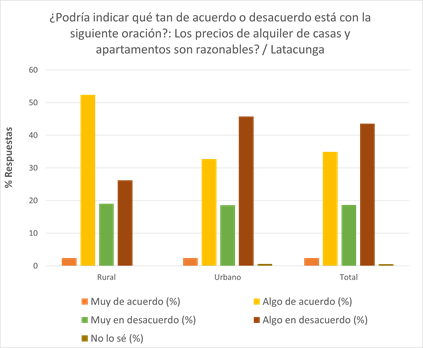 ¿Podría indicar qué tan de acuerdo o desacuerdo está con la
siguiente oración?: Los precios de alquiler de casas y
apartamentos son razonables? / Latacunga
60
50
40
30
20
10
0
% Respuestas
Rural
Urbano
Total
Muy de acuerdo (%)
Algo de acuerdo (%)
Muy en desacuerdo (%)
Algo en desacuerdo (%)
No lo sé (%)